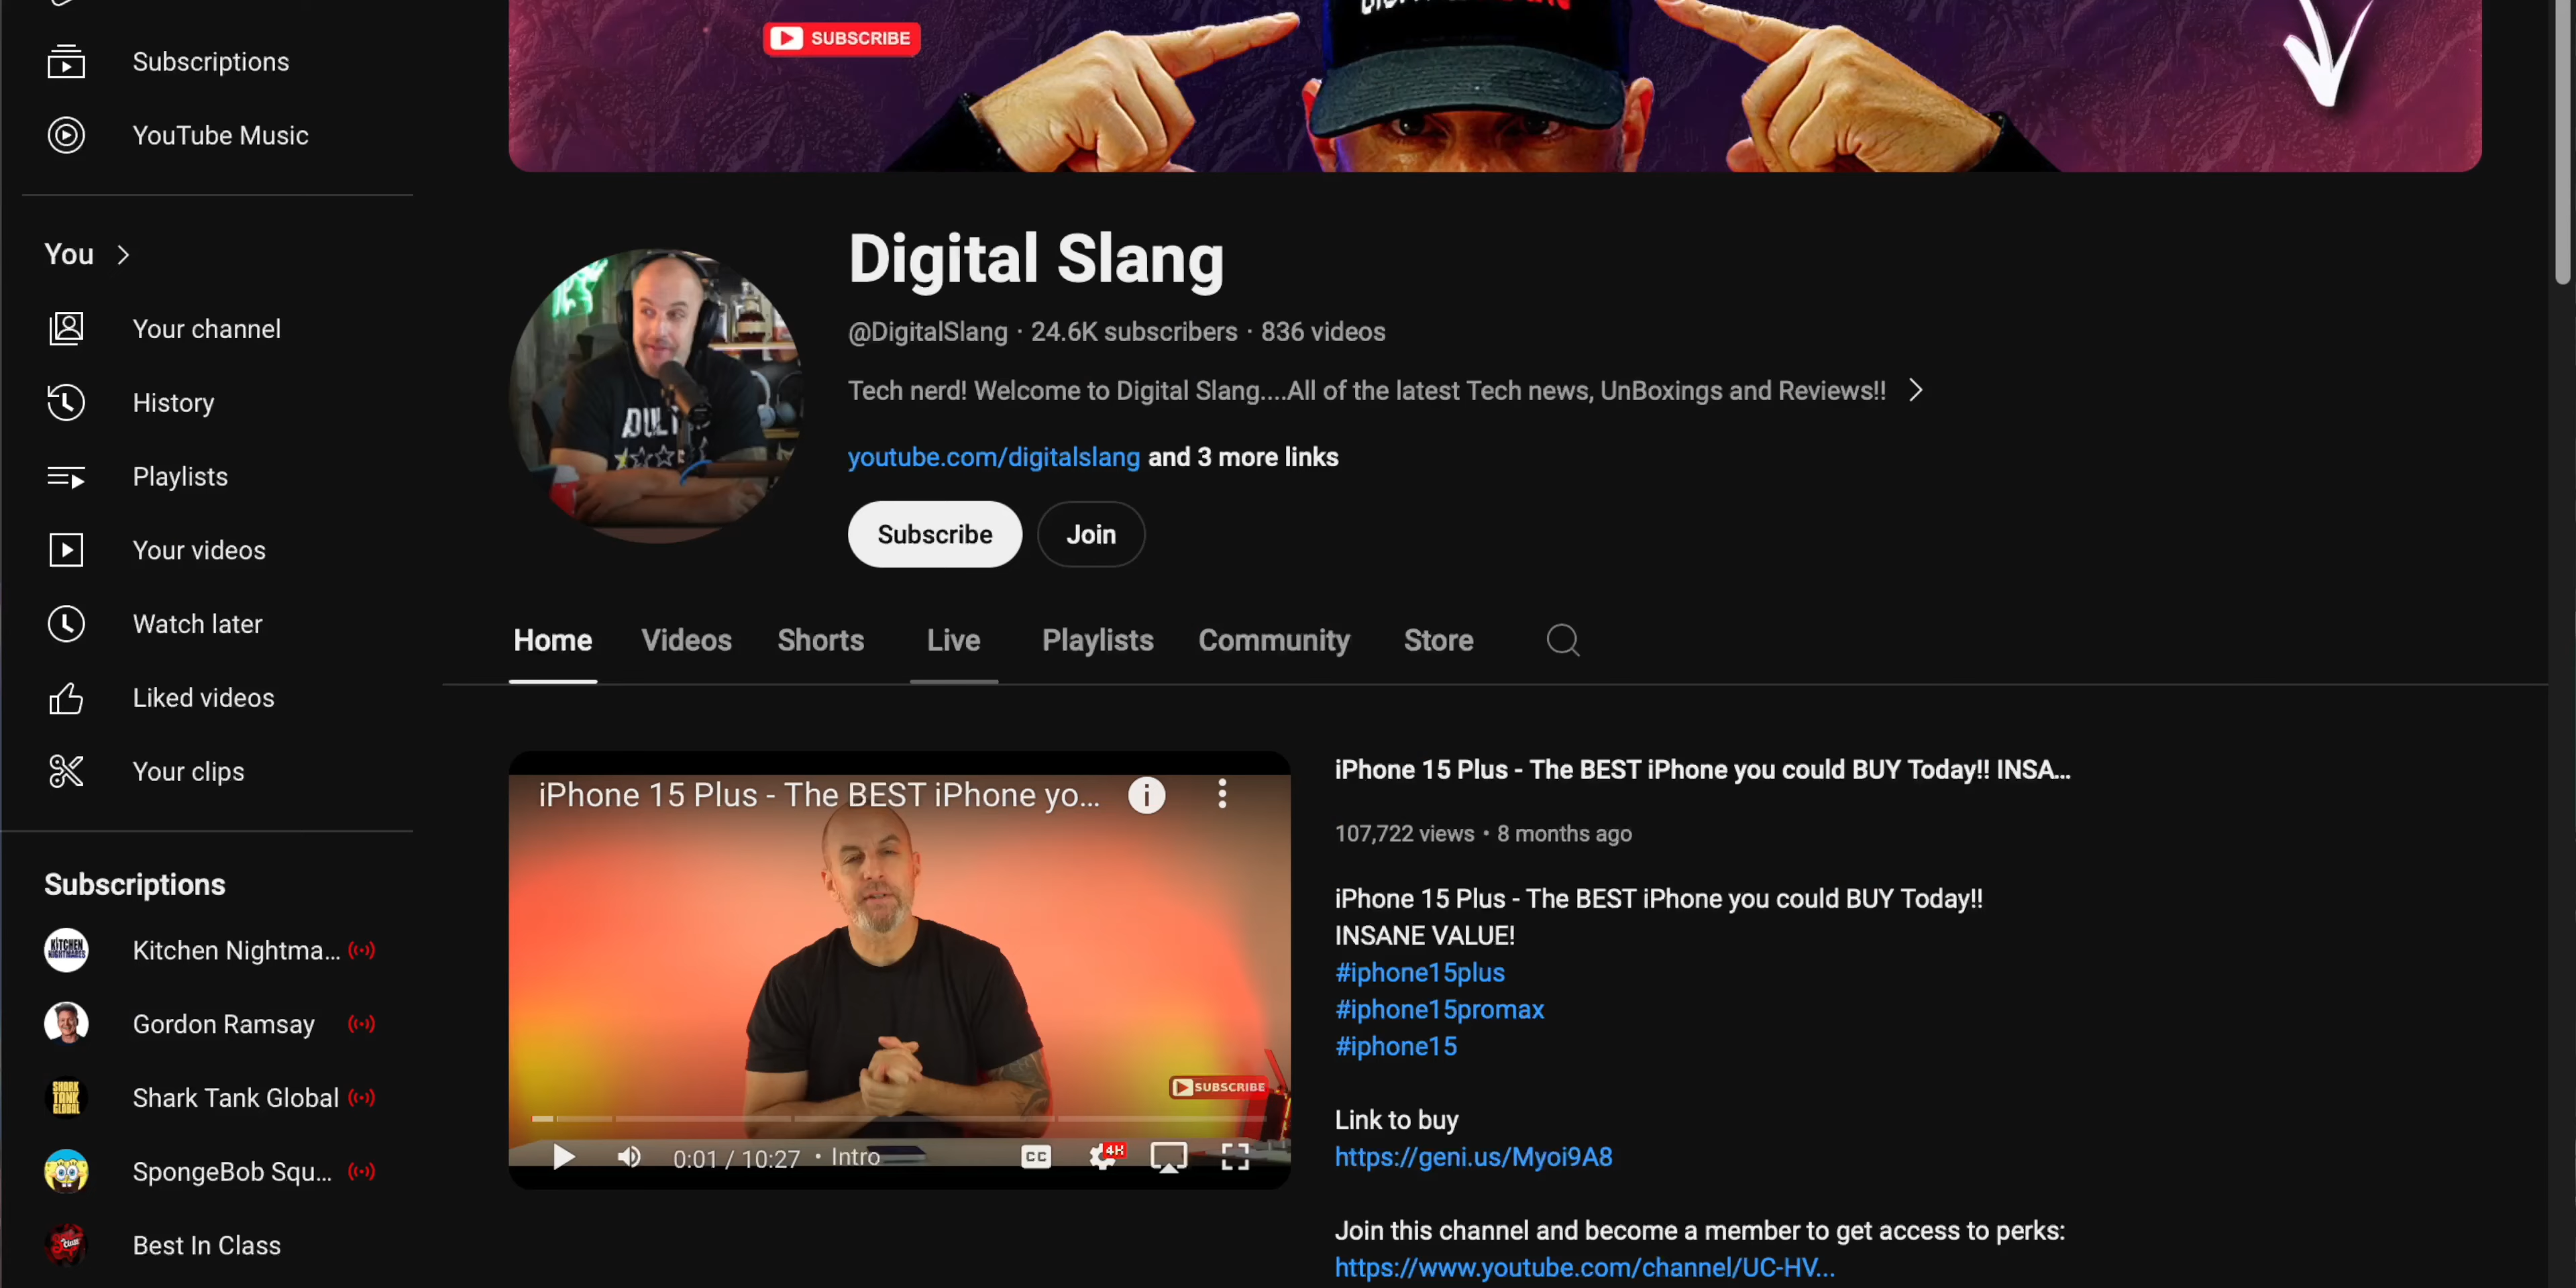 Subscriptions
YouTube Music
You
Your channel
History
Playlists
Your videos
Watch later
Liked videos
Your clips
Subscriptions
Kitchen Nightma...
Gordon Ramsay
Shark Tank Global
SpongeBob Squ...
Best In Class
SUBSCRIBE
Digital Slang
@DigitalSlang · 24.6K subscribers · 836 videos
Tech nerd! Welcome to Digital Slang....All of the latest Tech news, UnBoxings and Reviews!!
youtube.com/digitalslang and 3 more links
Subscribe Join
Home Videos Shorts Live Playlists Community Store
iPhone 15 Plus - The BEST iPhone yo...
SUBSCRIBE
0:01 / 10:27 • Intro
CC
iPhone 15 Plus - The BEST iPhone you could BUY Today!! INSA...
107,722 views • 8 months ago
iPhone 15 Plus - The BEST iPhone you could BUY Today!!
INSANE VALUE!
#iphone15plus
#iphone15promax
#iphone15
Link to buy
https://geni.us/Myoi9A8
Join this channel and become a member to get access to perks:
https://www.youtube.com/channel/UC-HV...